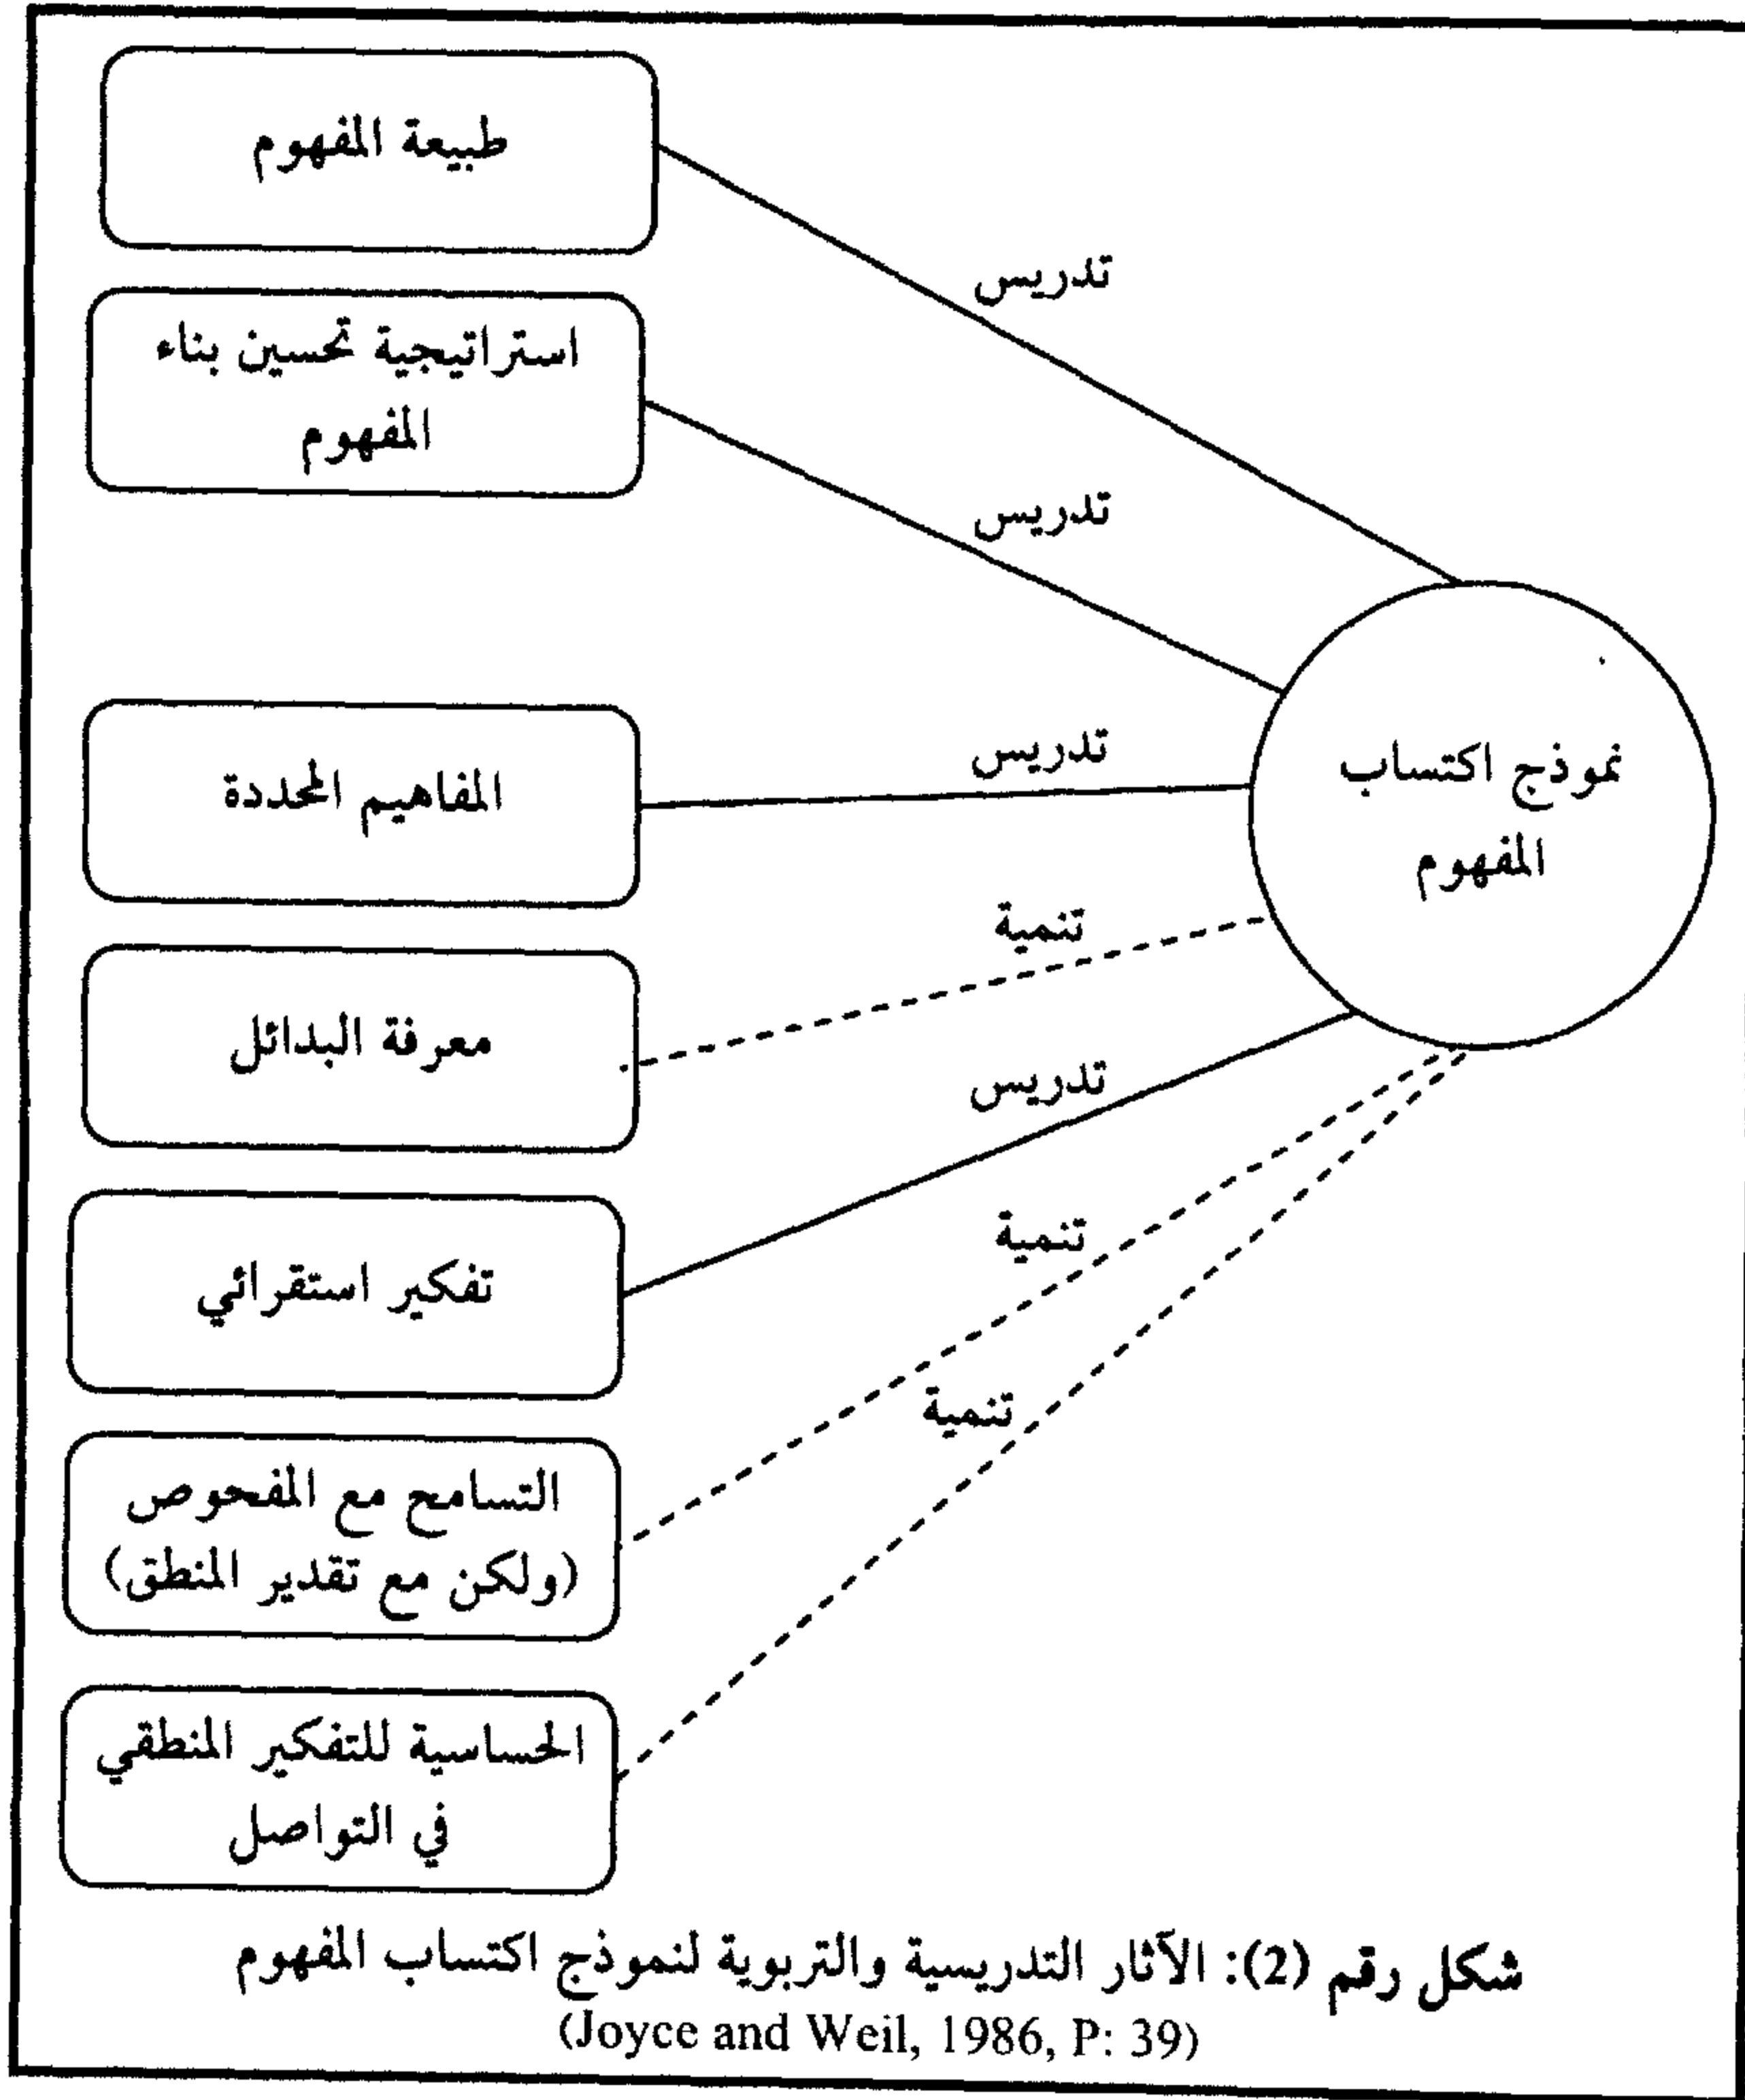 طبيعة المفهوم
تدريس
استراتيجية تحسين بناء
المفهوم
تدريس
المفاهيم المحددة
تدريس
نموذج اكتساب
المفهوم
تنمية
معرفة البدائل
تدريس
تفكير استقرائي
تنمية
تنمية
التسامح مع المفحوص
(ولكن مع تقدير المنطق)
الحساسية للتفكير المنطقي
في التواصل
شكل رقم (2): الآثار التدريسية والتربوية لنموذج اكتساب المفهوم
(Joyce and Weil, 1986, P: 39)